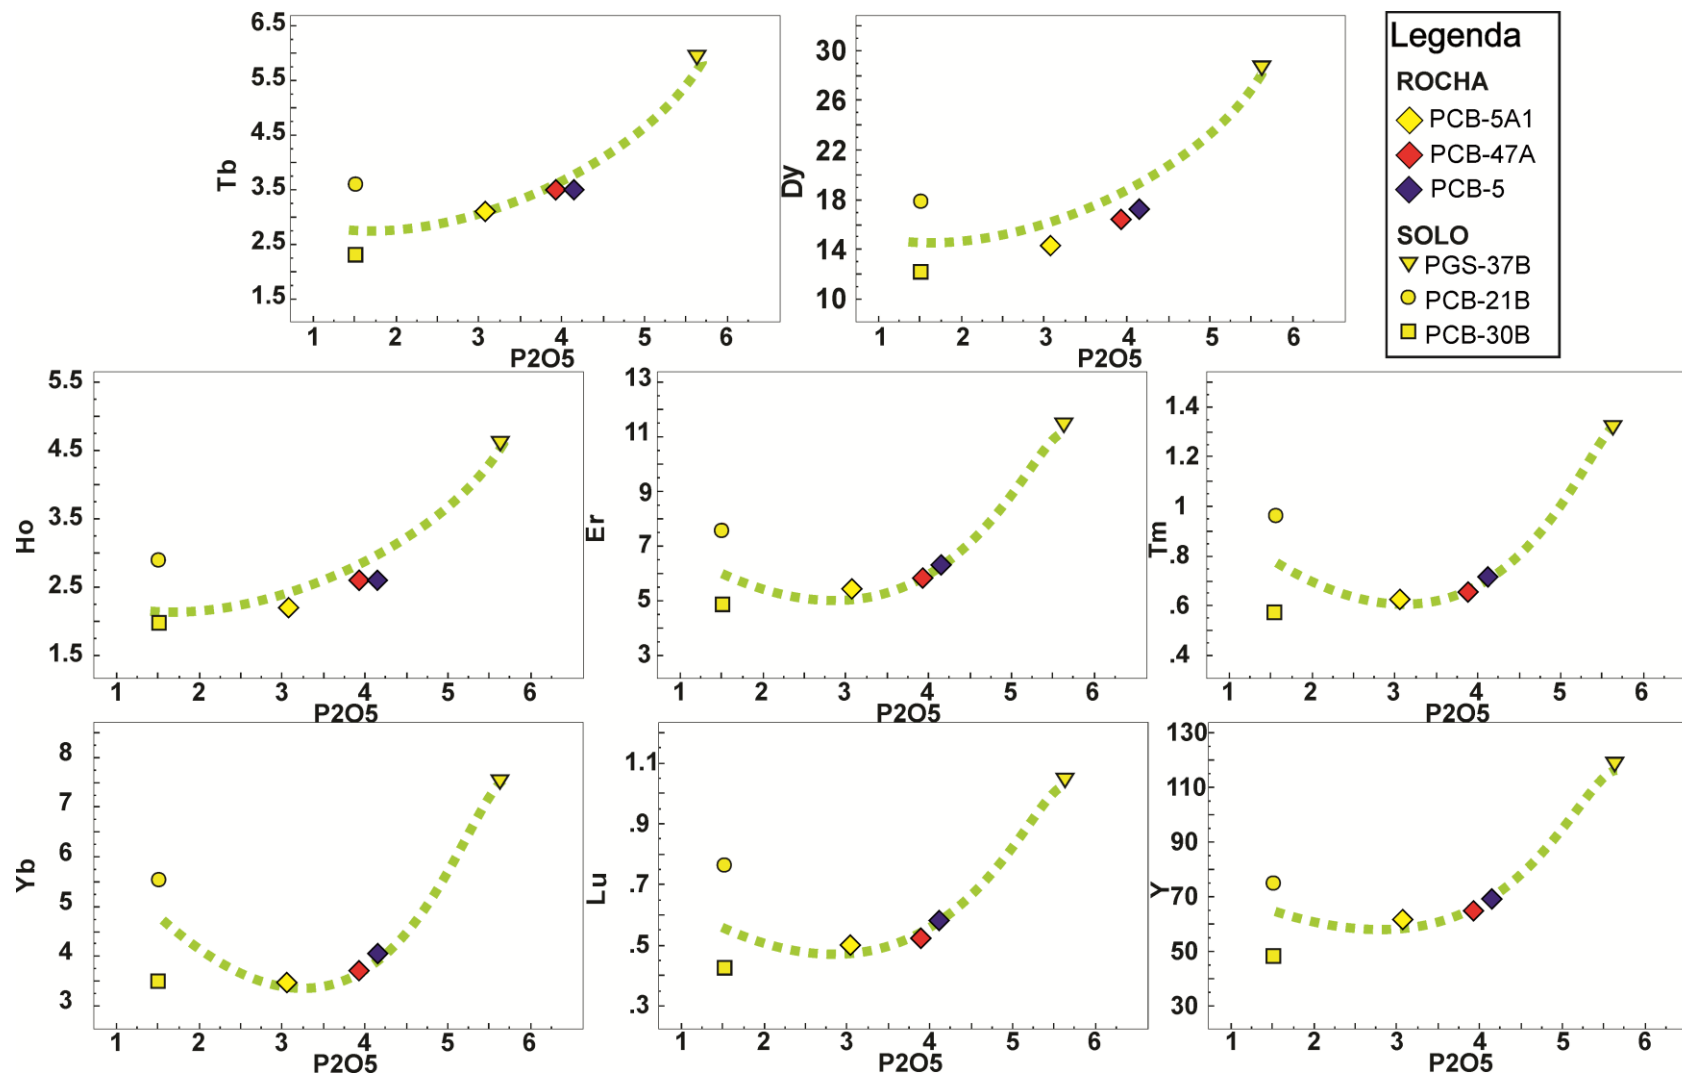 6.5
5.5
4.5
3.5
2.5
1.5
Tb
1 2 3 4 5 6
P2O5
30
26
22
18
14
10
Dy
1 2 3 4 5 6
P2O5
Legenda
ROCHA
PCB-5A1
PCB-47A
PCB-5
SOLO
PGS-37B
PCB-21B
PCB-30B
5.5
4.5
3.5
2.5
1.5
Ho
1 2 3 4 5 6
P2O5
13
11
9
7
5
3
Er
1 2 3 4 5 6
P2O5
1.4
1.2
1
.8
.6
.4
Tm
1 2 3 4 5 6
P2O5
8
7
6
5
4
3
Yb
1 2 3 4 5 6
P2O5
1.1
.9
.7
.5
.3
Lu
1 2 3 4 5 6
P2O5
130
110
90
70
50
30
Y
1 2 3 4 5 6
P2O5